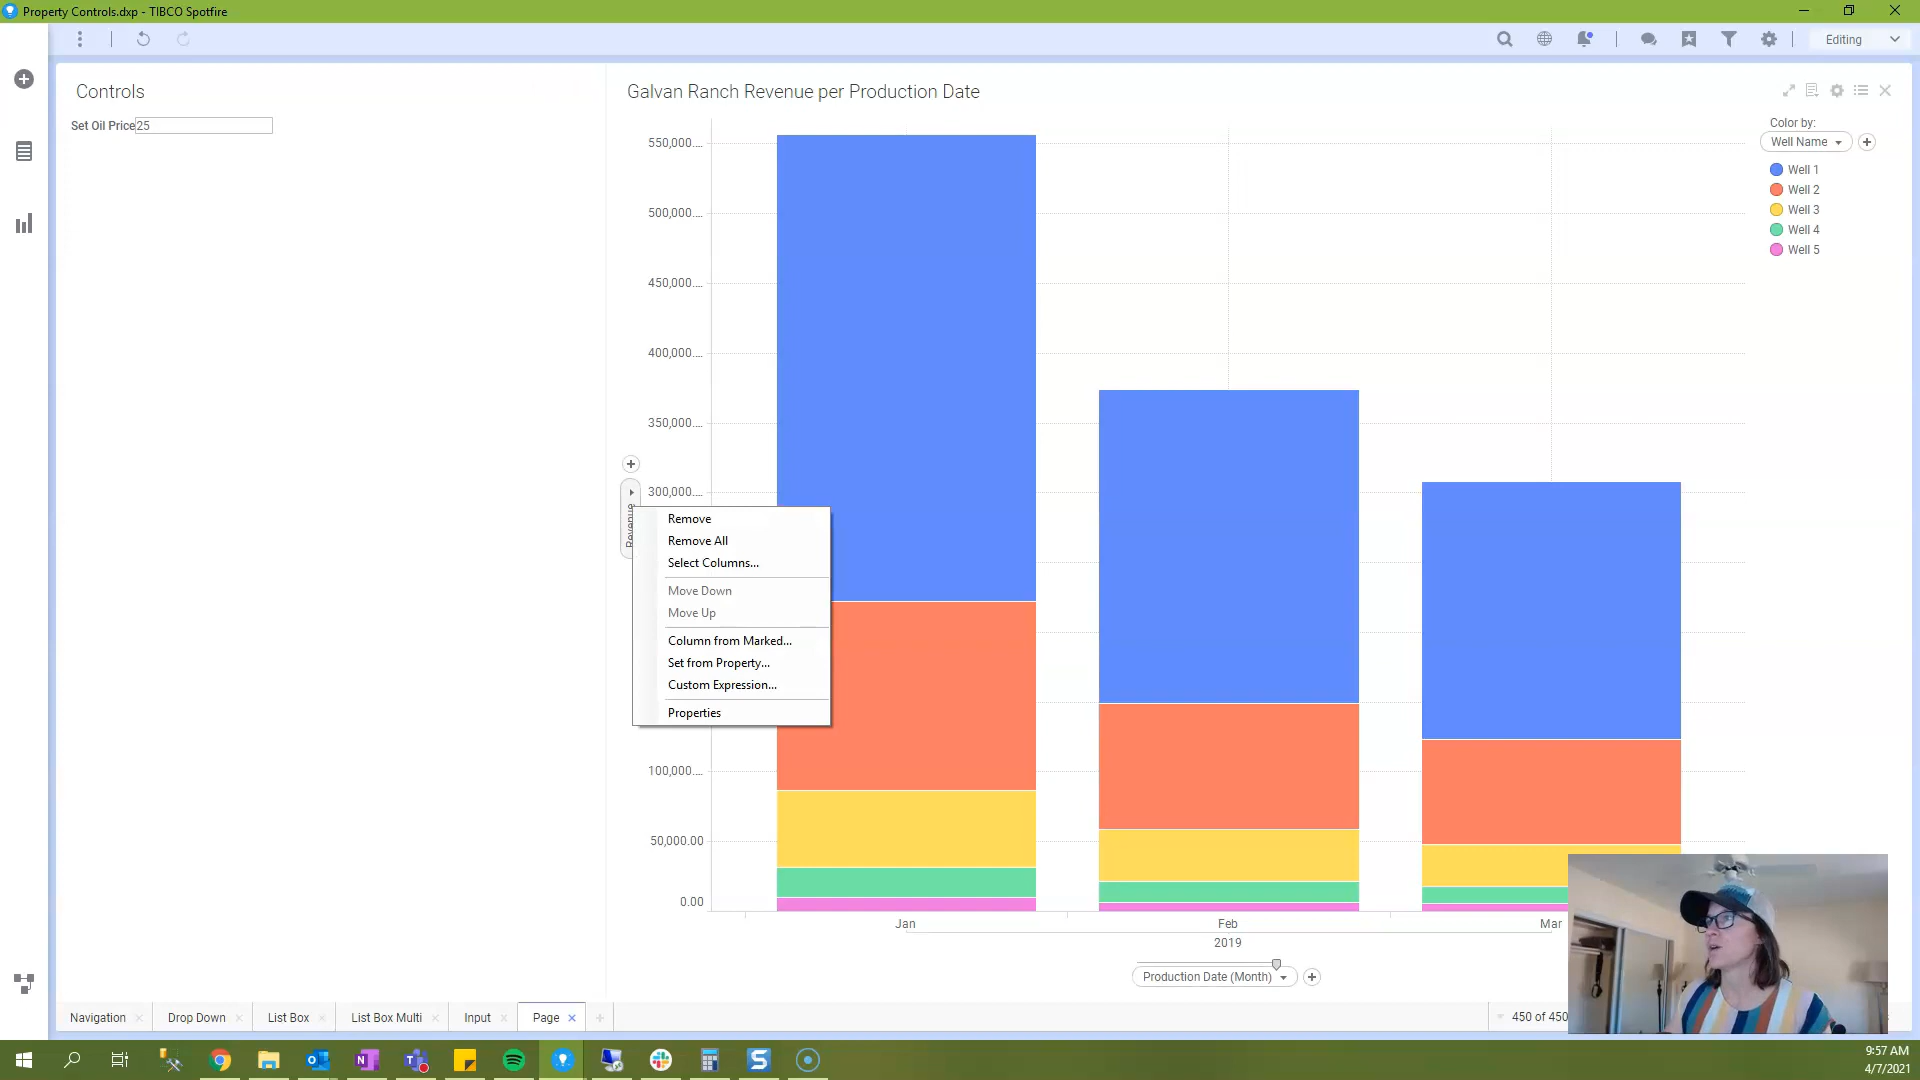 Property Controls.dxp - TIBCO Spotfire
Editing
Controls
Set Oil Price 25
Galvan Ranch Revenue per Production Date
Color by:
Well Name
Well 1
Well 2
Well 3
Well 4
Well 5
550,000....
500,000....
450,000....
400,000....
350,000....
300,000....
100,000....
50,000.00
0.00
Revenue
Remove
Remove All
Select Columns...
Move Down
Move Up
Column from Marked...
Set from Property...
Custom Expression...
Properties
Jan
Feb
Mar
2019
Production Date (Month)
Navigation
Drop Down
List Box
List Box Multi
Input
Page
450 of 450
9:57 AM
4/7/2021